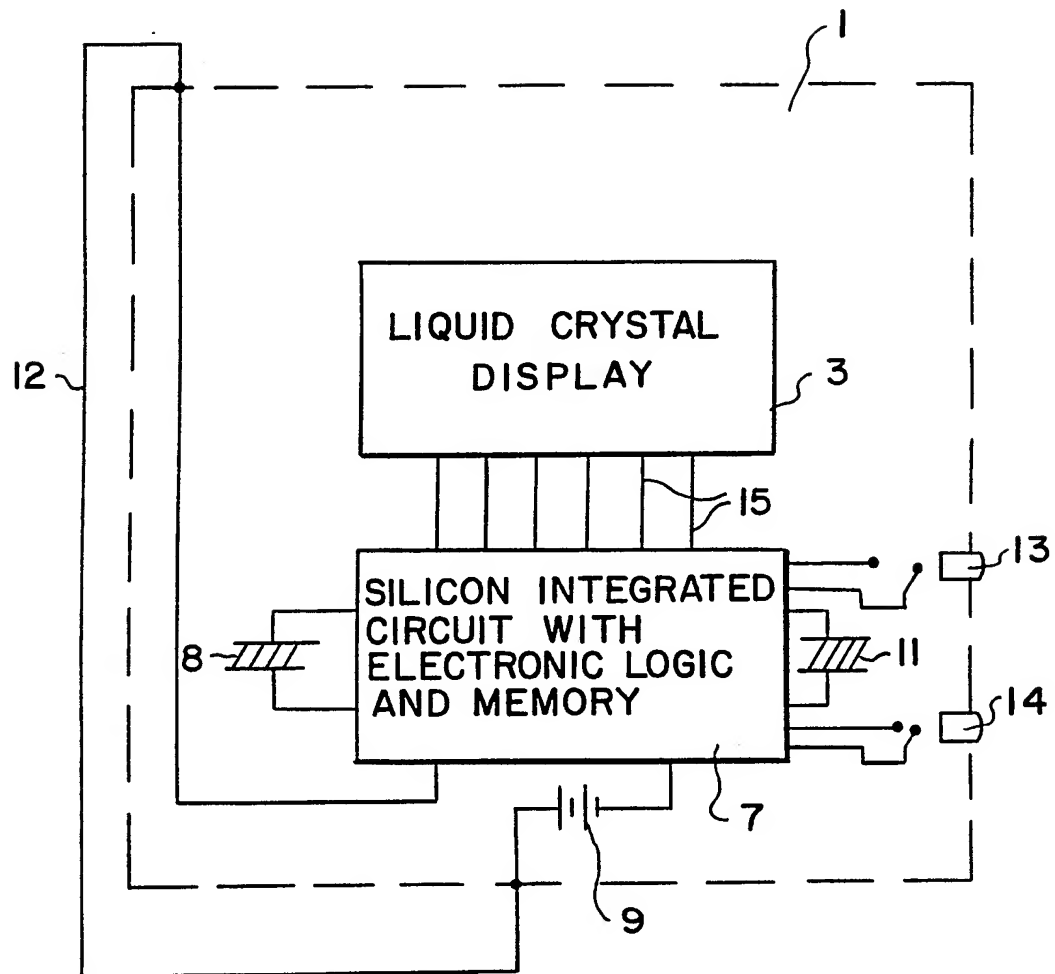 1
LIQUID CRYSTAL
DISPLAY
12
3
15
13
SILICON INTEGRATED
CIRCUIT WITH
ELECTRONIC LOGIC
AND MEMORY
8
11
14
7
9